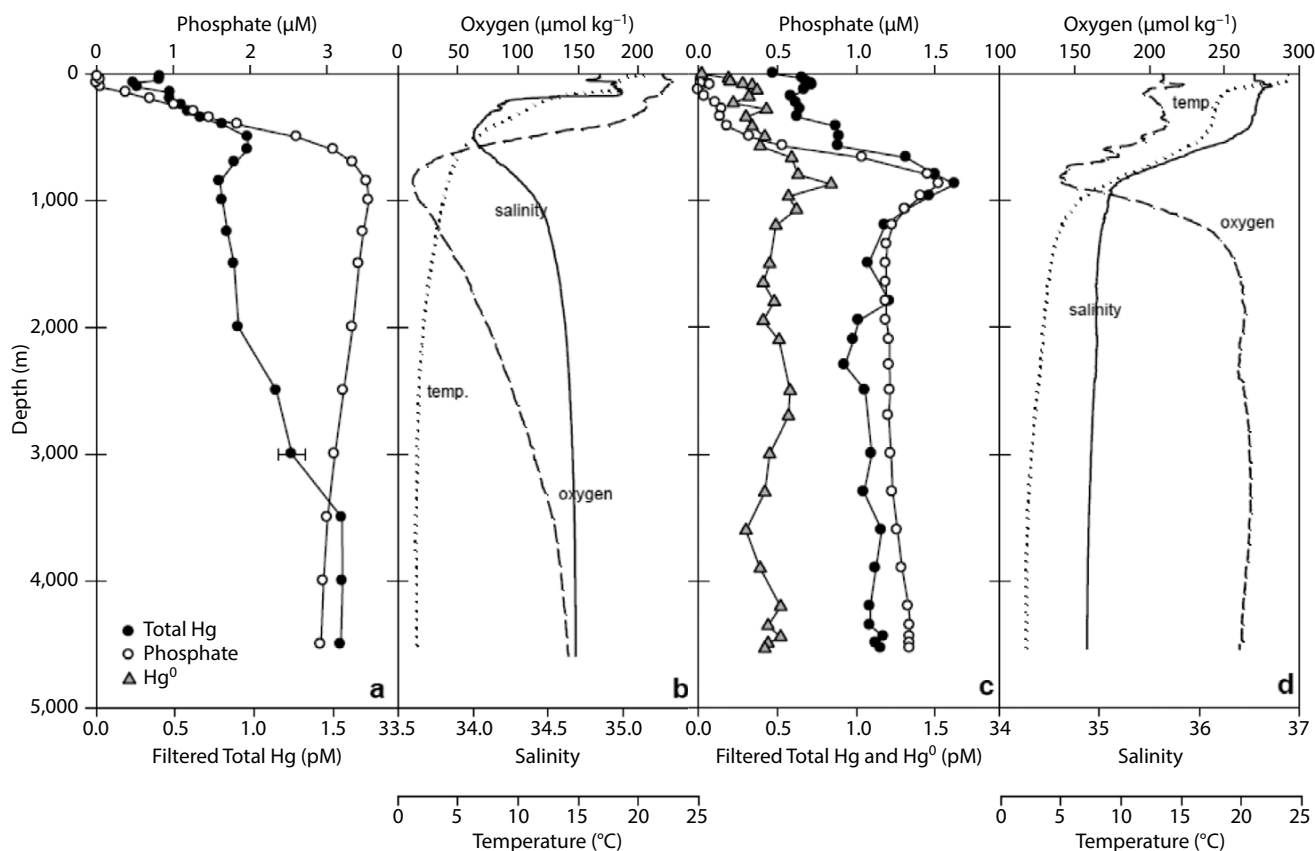 Phosphate (µM)
0 1 2 3
Oxygen (µmol kg⁻¹)
0 50 100 150 200
Phosphate (µM)
0.0 0.5 1.0 1.5
Oxygen (µmol kg⁻¹)
100 150 200 250 300
0
1,000
2,000
3,000
4,000
5,000
Depth (m)
Total Hg
Phosphate
Hg⁰
a
salinity
temp.
oxygen
b
c
temp.
oxygen
salinity
d
0.0 0.5 1.0 1.5
Filtered Total Hg (pM)
33.5 34.0 34.5 35.0
Salinity
0.0 0.5 1.0 1.5
Filtered Total Hg and Hg⁰ (pM)
34 35 36 37
Salinity
0 5 10 15 20 25
Temperature (°C)
0 5 10 15 20 25
Temperature (°C)